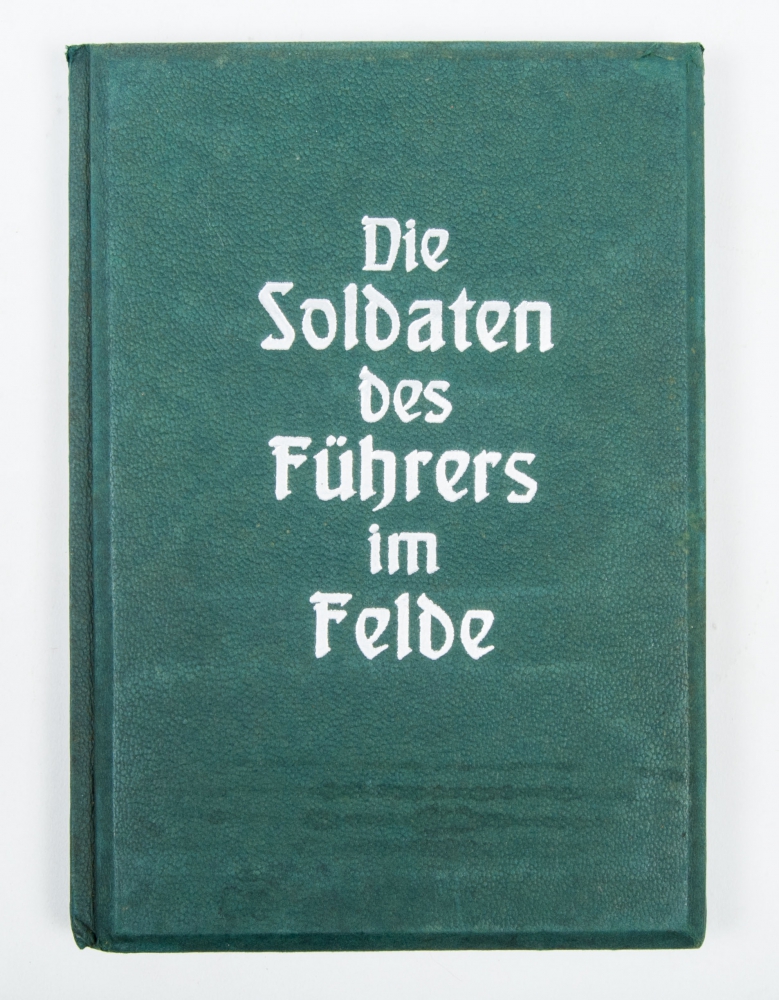 Die
Soldaten
des
Führers
im
Felde